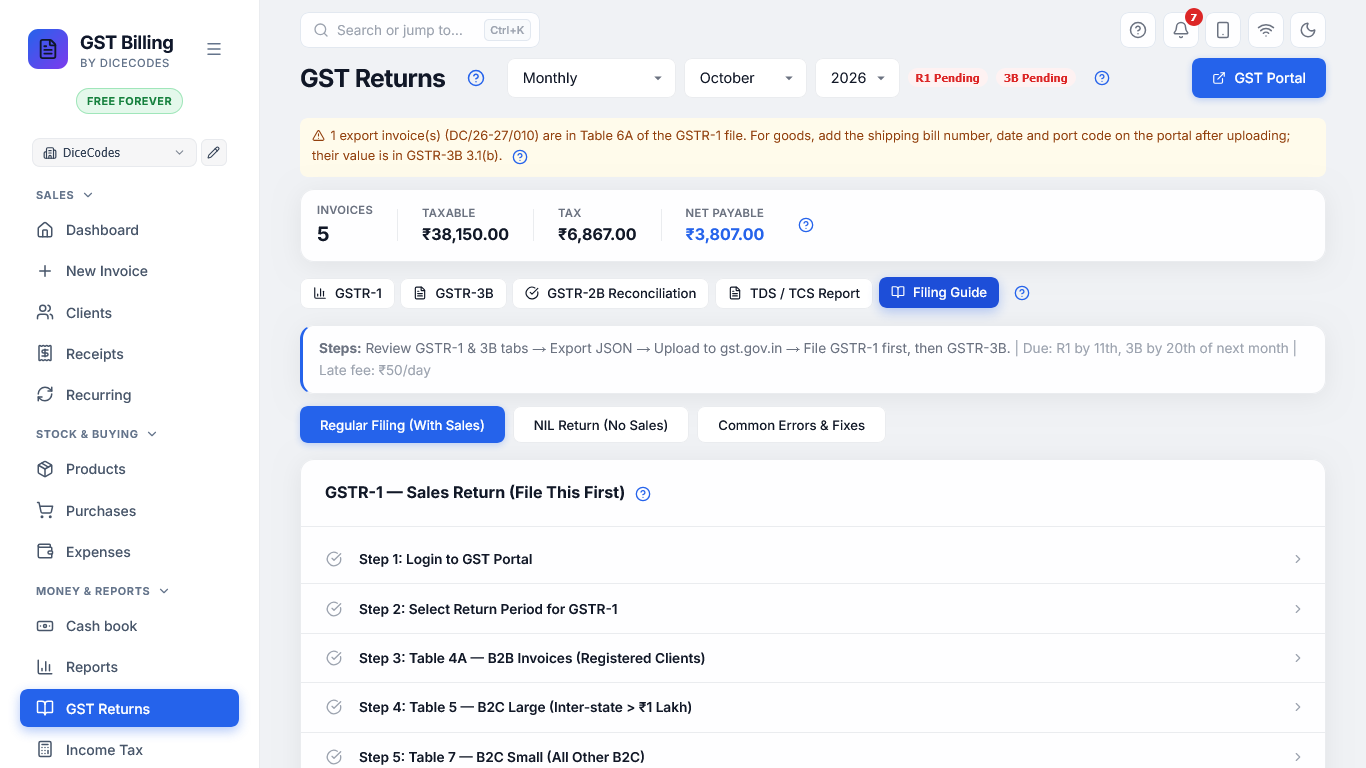 GST Billing
BY DICECODES
FREE FOREVER
DiceCodes
SALES
Dashboard
New Invoice
Clients
Receipts
Recurring
STOCK & BUYING
Products
Purchases
Expenses
MONEY & REPORTS
Cash book
Reports
GST Returns
Income Tax
Search or jump to...
Ctrl+K
7
GST Returns
Monthly
October
2026
R1 Pending
3B Pending
GST Portal
1 export invoice(s) (DC/26-27/010) are in Table 6A of the GSTR-1 file. For goods, add the shipping bill number, date and port code on the portal after uploading;
their value is in GSTR-3B 3.1(b).
INVOICES
5
TAXABLE
₹38,150.00
TAX
₹6,867.00
NET PAYABLE
₹3,807.00
GSTR-1
GSTR-3B
GSTR-2B Reconciliation
TDS / TCS Report
Filing Guide
Steps: Review GSTR-1 & 3B tabs → Export JSON → Upload to gst.gov.in → File GSTR-1 first, then GSTR-3B. | Due: R1 by 11th, 3B by 20th of next month |
Late fee: ₹50/day
Regular Filing (With Sales)
NIL Return (No Sales)
Common Errors & Fixes
GSTR-1 — Sales Return (File This First)
Step 1: Login to GST Portal
Step 2: Select Return Period for GSTR-1
Step 3: Table 4A — B2B Invoices (Registered Clients)
Step 4: Table 5 — B2C Large (Inter-state > ₹1 Lakh)
Step 5: Table 7 — B2C Small (All Other B2C)